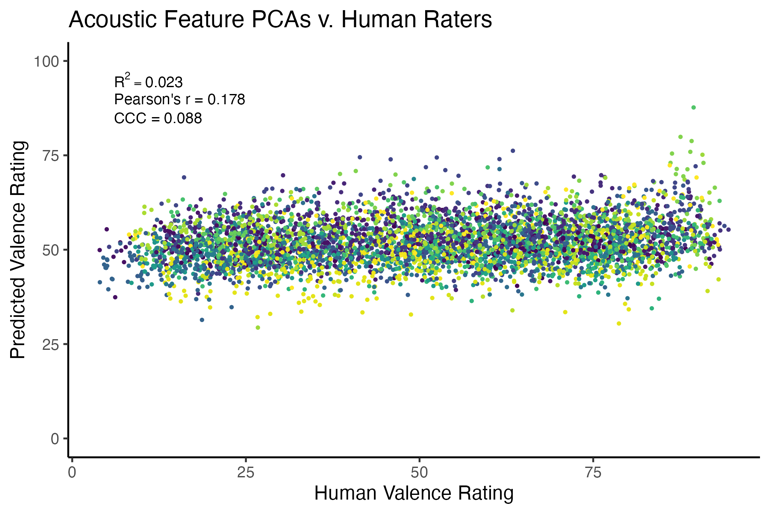 Acoustic Feature PCAs v. Human Raters
100
R² = 0.023
Pearson's r = 0.178
CCC = 0.088
75
50
25
0
Predicted Valence Rating
0 25 50 75
Human Valence Rating